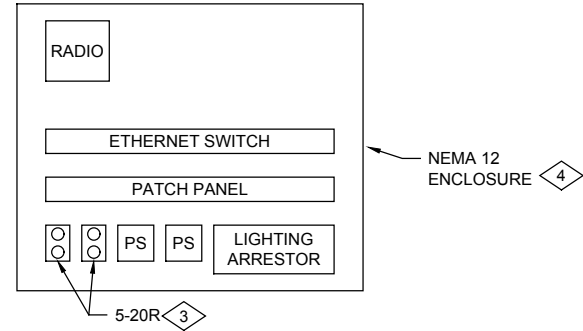 RADIO
ETHERNET SWITCH
PATCH PANEL
PS
PS
LIGHTING
ARRESTOR
NEMA 12
ENCLOSURE 4
5-20R 3